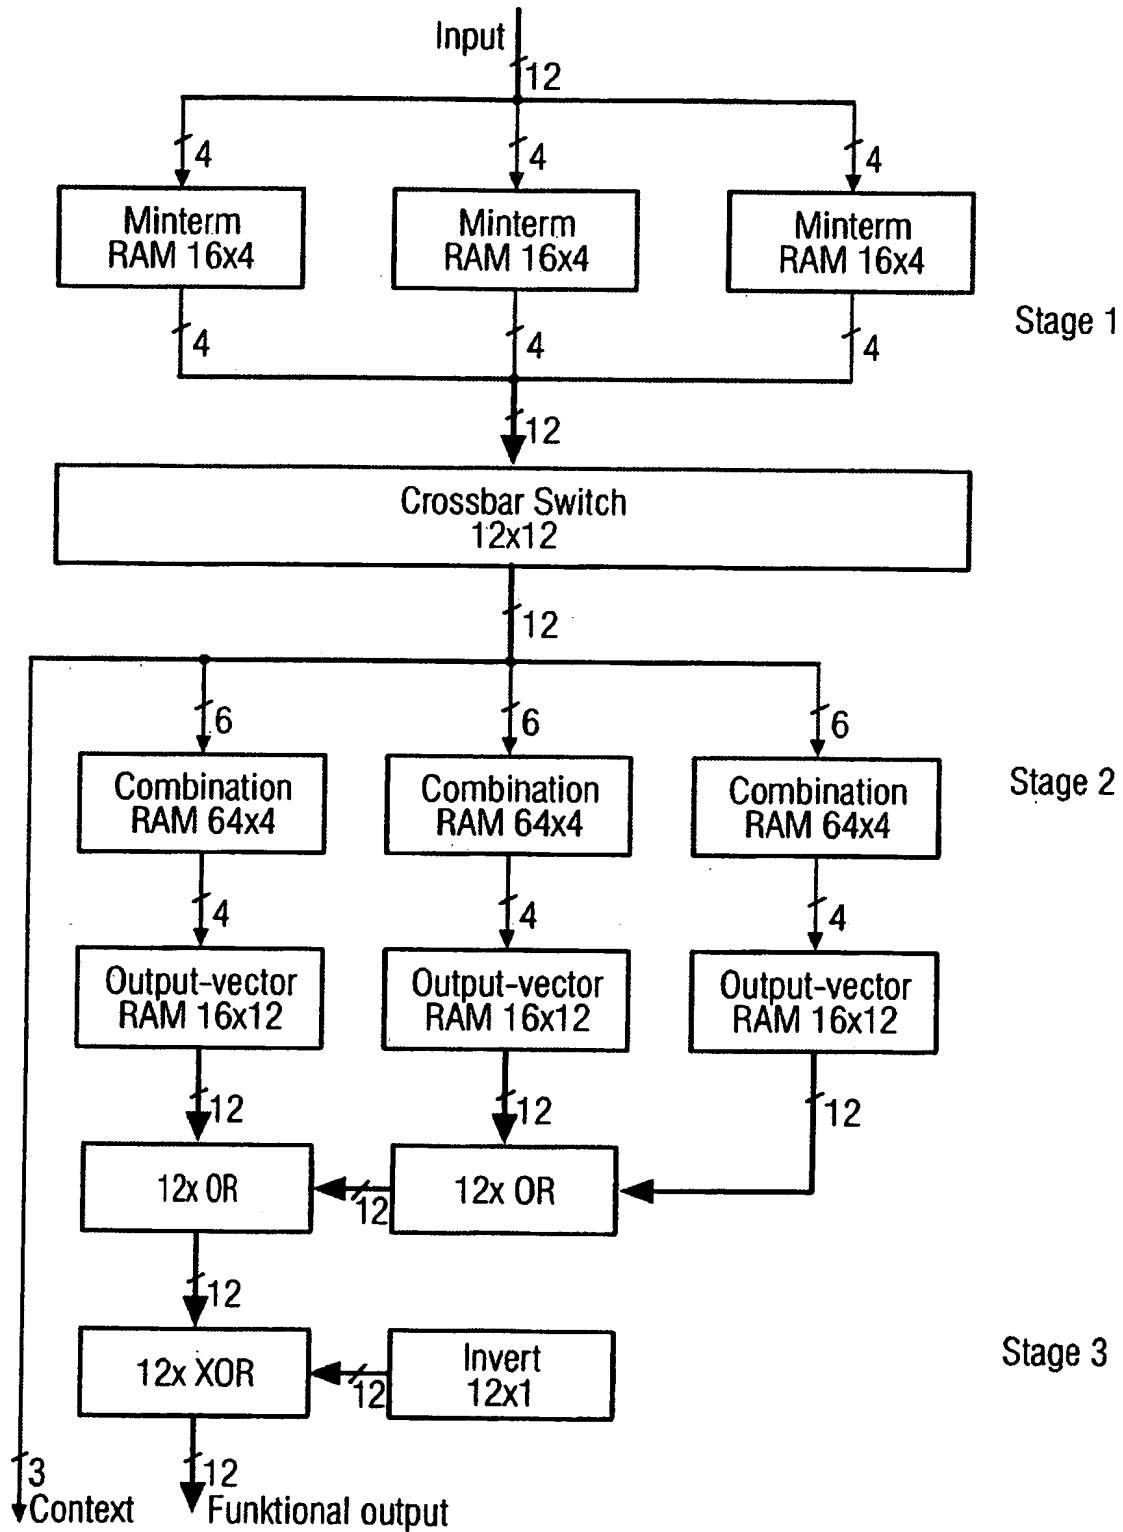 Input
12
4
4
4
Minterm
RAM 16x4
Minterm
RAM 16x4
Minterm
RAM 16x4
Stage 1
4
4
4
12
Crossbar Switch
12x12
12
6
6
6
Combination
RAM 64x4
Combination
RAM 64x4
Combination
RAM 64x4
Stage 2
4
4
4
Output-vector
RAM 16x12
Output-vector
RAM 16x12
Output-vector
RAM 16x12
12
12
12
12x OR
12
12x OR
12
12x XOR
12
Invert
12x1
Stage 3
3
12
Context
Funktional output